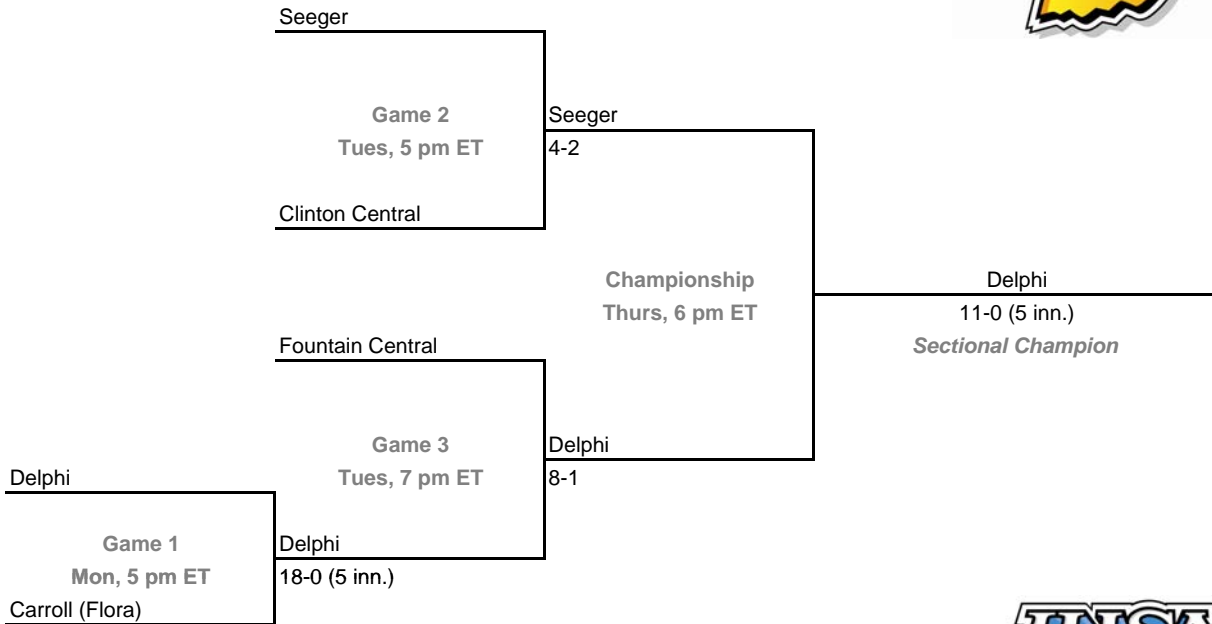 Seeger
Game 2
Tues, 5 pm ET
Seeger
4-2
Clinton Central
Championship
Thurs, 6 pm ET
Delphi
11-0 (5 inn.)
Sectional Champion
Fountain Central
Game 3
Tues, 7 pm ET
Delphi
8-1
Delphi
Game 1
Mon, 5 pm ET
Delphi
18-0 (5 inn.)
Carroll (Flora)